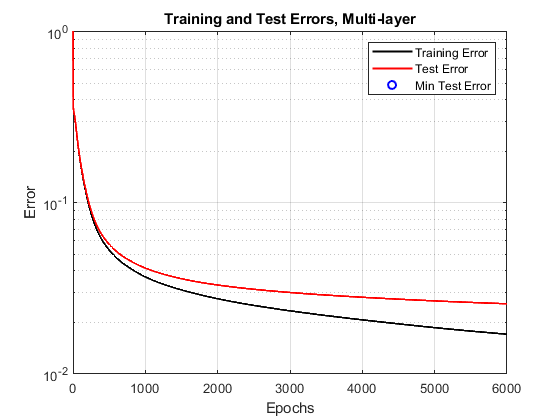 Training and Test Errors, Multi-layer
10^0
Training Error
Test Error
Min Test Error
10^-1
Error
10^-2
0 1000 2000 3000 4000 5000 6000
Epochs